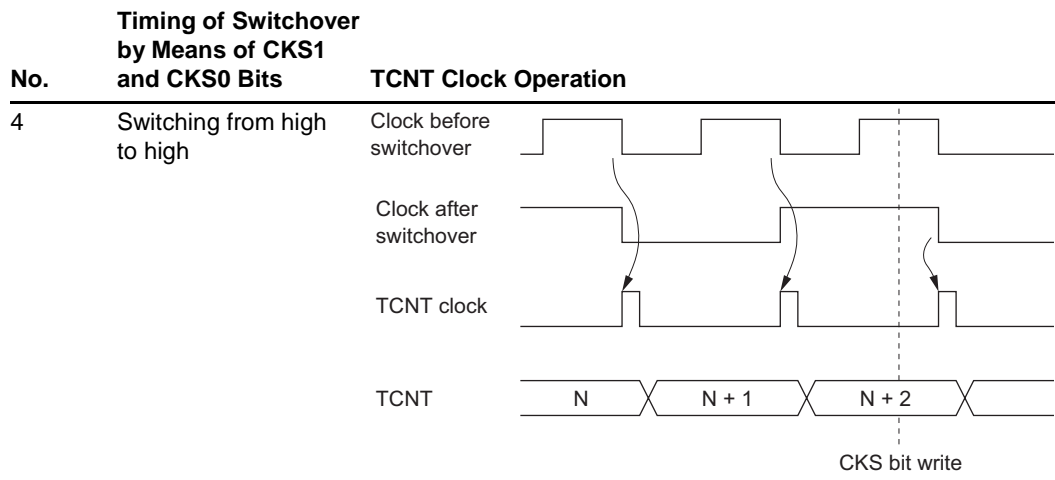 No.
Timing of Switchover
by Means of CKS1
and CKS0 Bits
TCNT Clock Operation
4
Switching from high
to high
Clock before
switchover
Clock after
switchover
TCNT clock
TCNT
N
N + 1
N + 2
CKS bit write